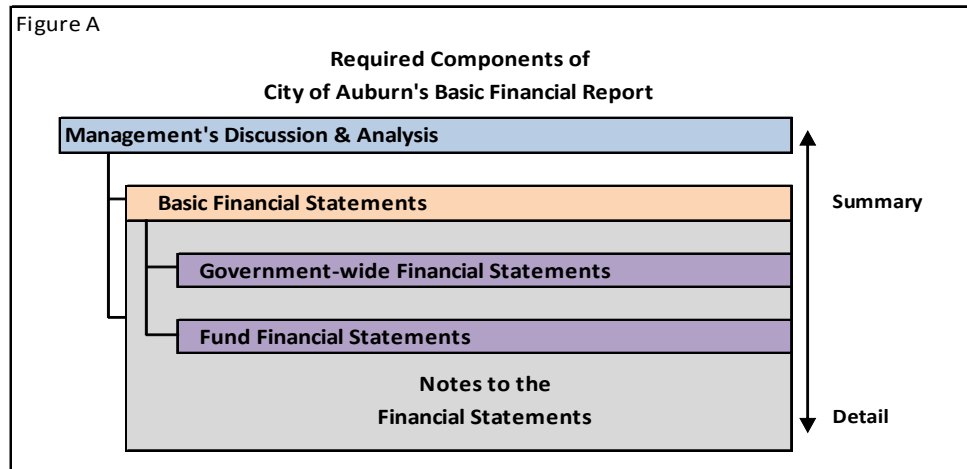 Figure A
Required Components of
City of Auburn's Basic Financial Report
Management's Discussion & Analysis
Basic Financial Statements
Summary
Government-wide Financial Statements
Fund Financial Statements
Notes to the
Financial Statements
Detail